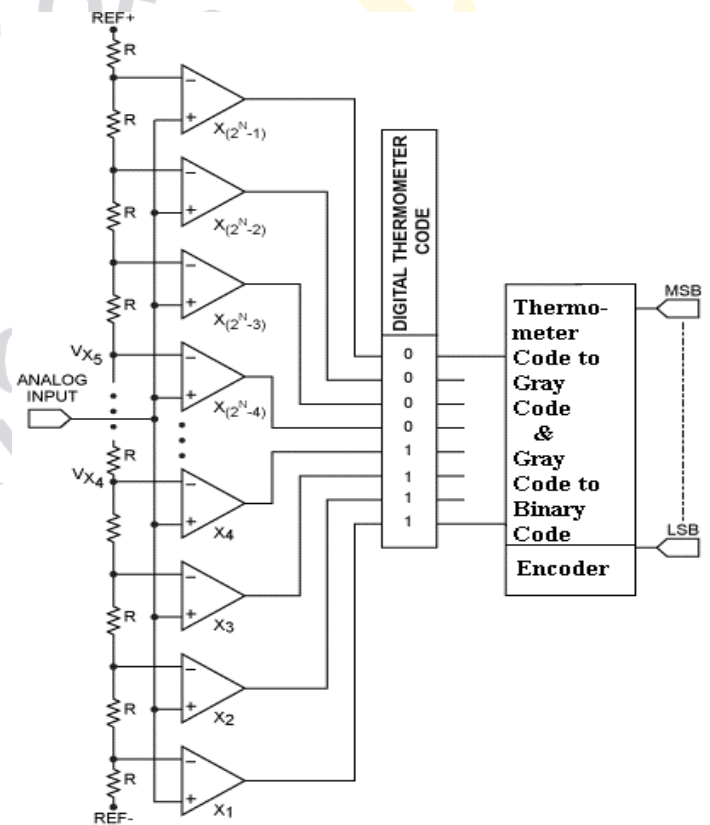 REF+
R
R
R
R
R
R
R
R
REF-
VX5
VX4
ANALOG
INPUT
−
+
X(2^N-1)
−
+
X(2^N-2)
−
+
X(2^N-3)
−
+
X(2^N-4)
−
+
X4
−
+
X3
−
+
X2
−
+
X1
DIGITAL THERMOMETER
CODE
0
0
0
0
1
1
1
1
Thermo-
meter
Code to
Gray
Code
&
Gray
Code to
Binary
Code
Encoder
MSB
LSB